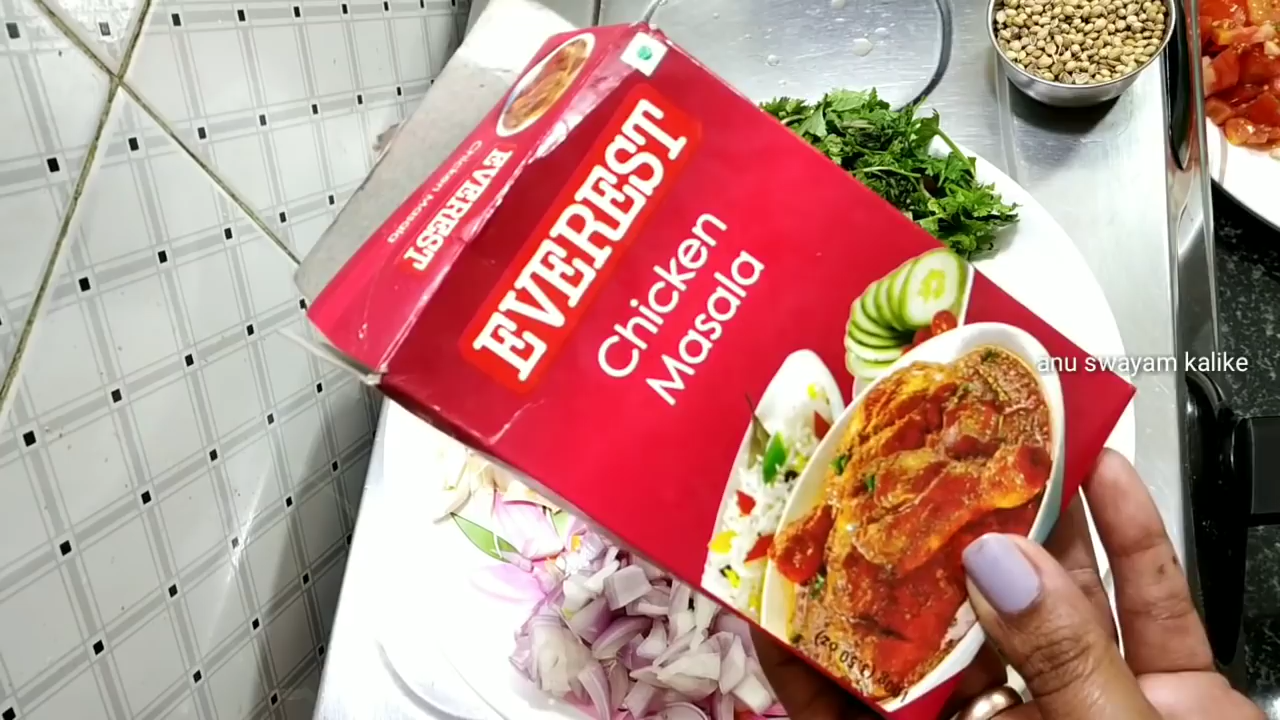 EVEREST
Chicken Masala
EVEREST
Chicken
Masala
anu swayam kalike